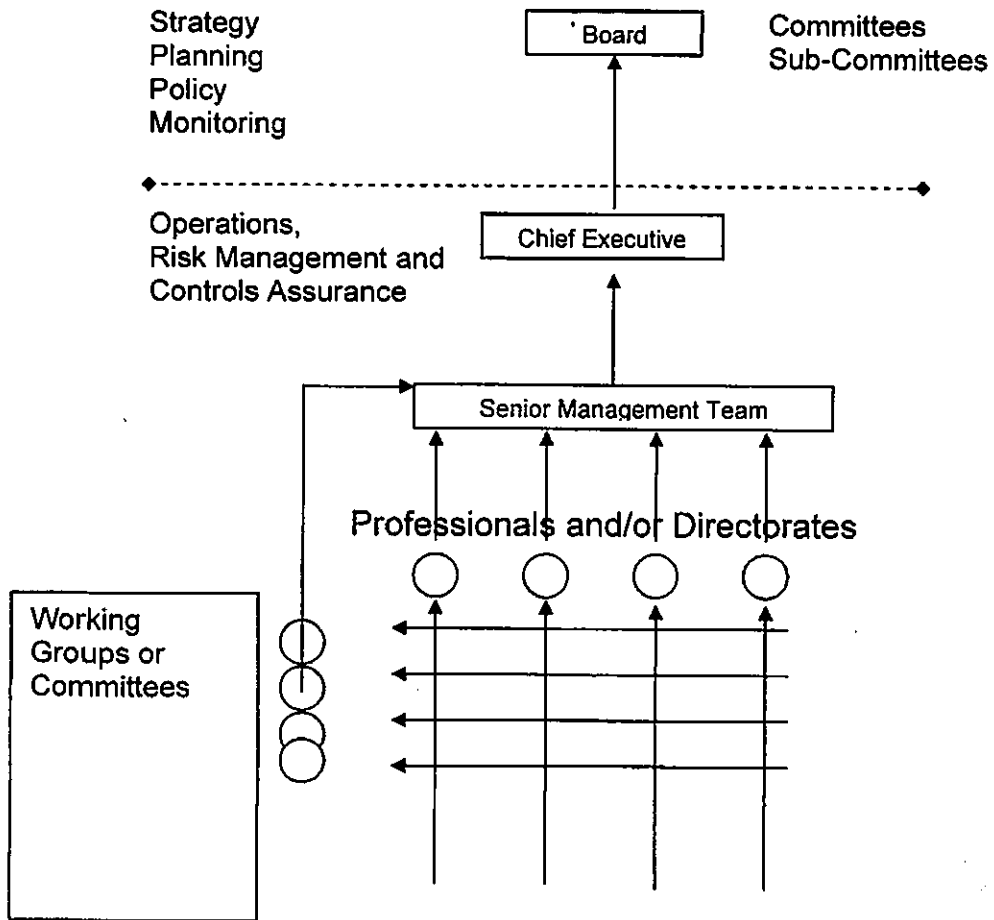 Strategy
Planning
Policy
Monitoring
Board
Committees
Sub-Committees
Operations,
Risk Management and
Controls Assurance
Chief Executive
Senior Management Team
Professionals and/or Directorates
Working
Groups or
Committees